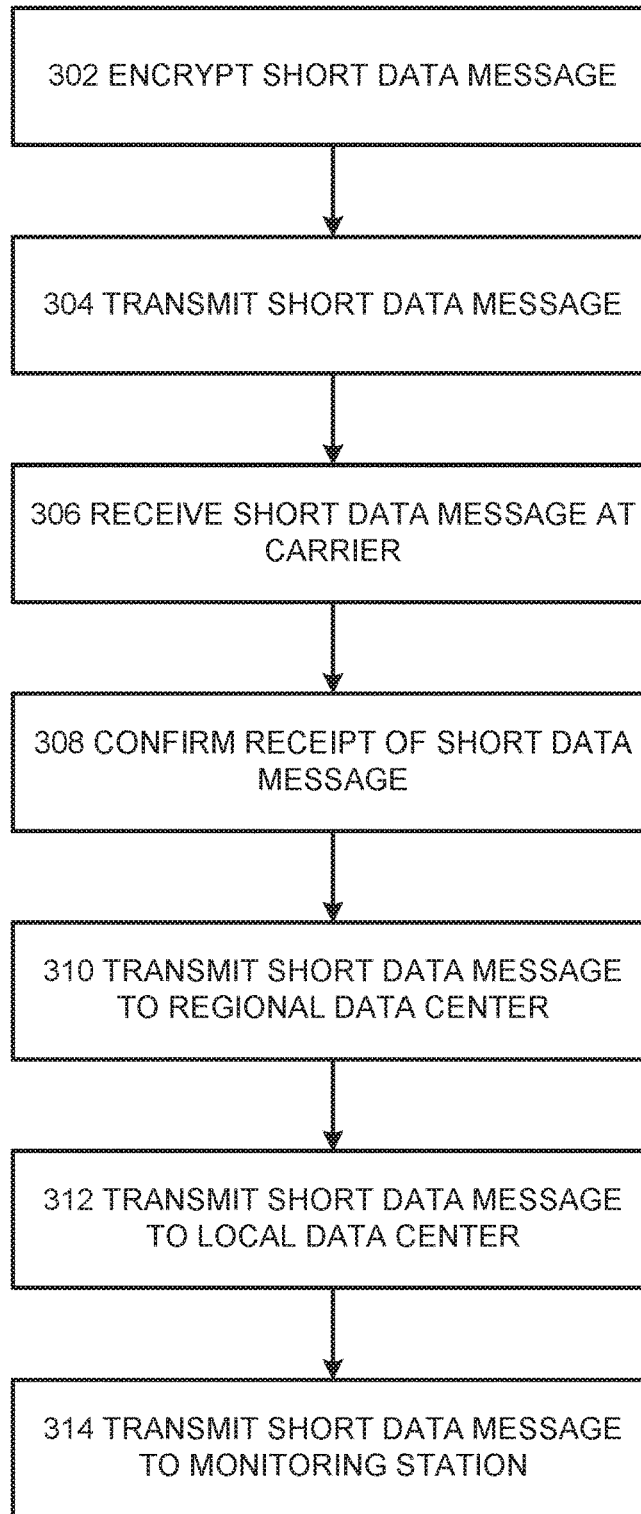 302 ENCRYPT SHORT DATA MESSAGE
304 TRANSMIT SHORT DATA MESSAGE
306 RECEIVE SHORT DATA MESSAGE AT
CARRIER
308 CONFIRM RECEIPT OF SHORT DATA
MESSAGE
310 TRANSMIT SHORT DATA MESSAGE
TO REGIONAL DATA CENTER
312 TRANSMIT SHORT DATA MESSAGE
TO LOCAL DATA CENTER
314 TRANSMIT SHORT DATA MESSAGE
TO MONITORING STATION